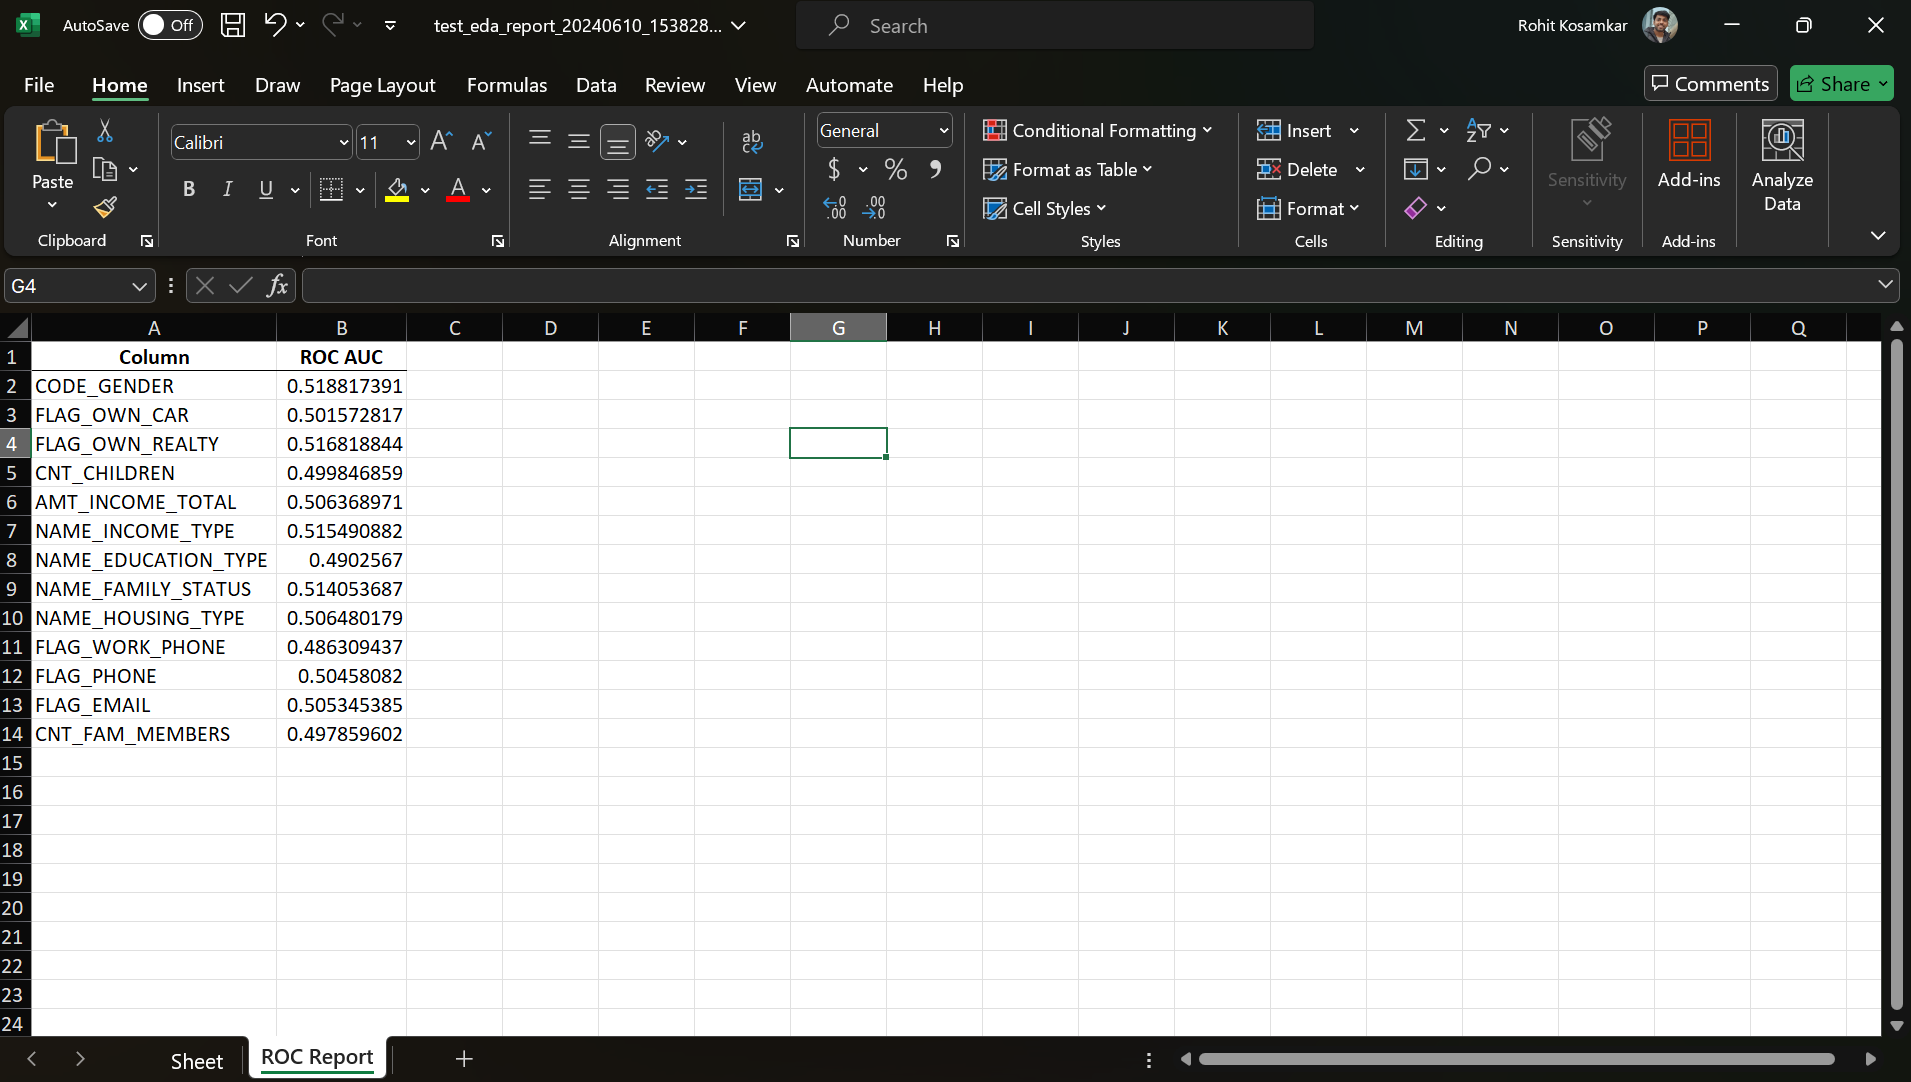 AutoSave Off test_eda_report_20240610_153828... Search Rohit Kosamkar
File Home Insert Draw Page Layout Formulas Data Review View Automate Help Comments Share
Paste
Clipboard
Calibri 11
B I U A
Font
ab
Alignment
General
$ % ,
Number
Conditional Formatting
Format as Table
Cell Styles
Styles
Insert
Delete
Format
Cells
Editing
Sensitivity
Sensitivity
Add-ins
Add-ins
Analyze
Data
G4 fx
A B C D E F G H I J K L M N O P Q
1 Column ROC AUC
2 CODE_GENDER 0.518817391
3 FLAG_OWN_CAR 0.501572817
4 FLAG_OWN_REALTY 0.516818844
5 CNT_CHILDREN 0.499846859
6 AMT_INCOME_TOTAL 0.506368971
7 NAME_INCOME_TYPE 0.515490882
8 NAME_EDUCATION_TYPE 0.4902567
9 NAME_FAMILY_STATUS 0.514053687
10 NAME_HOUSING_TYPE 0.506480179
11 FLAG_WORK_PHONE 0.486309437
12 FLAG_PHONE 0.50458082
13 FLAG_EMAIL 0.505345385
14 CNT_FAM_MEMBERS 0.497859602
15
16
17
18
19
20
21
22
23
24
Sheet ROC Report